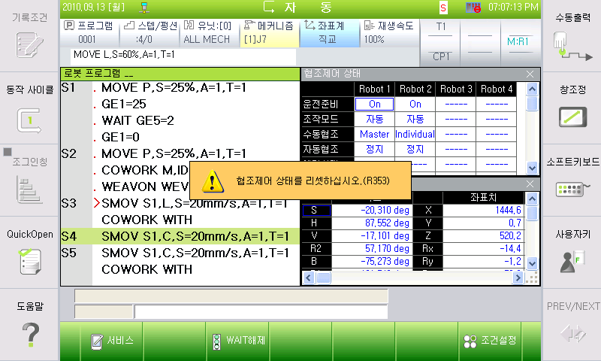 2010.09.13 [월] 자 동 S 07:07:13 PM
기록조건
동작 사이클
조그인칭
QuickOpen
도움말
P 프로그램 S 스텝/펑션 유닛:[0] 메커니즘 좌표계 재생속도 T1
0001 :4/0 ALL MECH [1]J7 직교 100% CPT M:R1
MOVE L,S=60%,A=1,T=1
로봇 프로그램 __
S1 . MOVE P,S=25%,A=1,T=1
. GE1=25
. WAIT GE5=2
. GE1=0
S2 . MOVE P,S=25%,A=1,T=1
. COWORK M,ID
. WEAVON WEV
S3 >SMOV S1,L,S=20mm/s,A=1,T=1
COWORK WITH
S4 SMOV S1,C,S=20mm/s,A=1,T=1
S5 SMOV S1,C,S=20mm/s,A=1,T=1
COWORK WITH
협조제어 상태
Robot 1 Robot 2 Robot 3 Robot 4
운전준비 On On ----- -----
조작모드 자동 자동 ----- -----
수동협조 Master Individual ----- -----
자동협조 정지 정지 ----- -----
협조제어 상태를 리셋하십시오.(R353)
좌표치
S -20,310 deg X 1444,6
H 87,552 deg Y 0,7
V -17,101 deg Z 520,2
R2 57,170 deg Rx -14,4
B -75,273 deg Ry -1,2
서비스
WAIT해제
조건설정
수동출력
창조정
소프트키보드
사용자키
PREV/NEXT